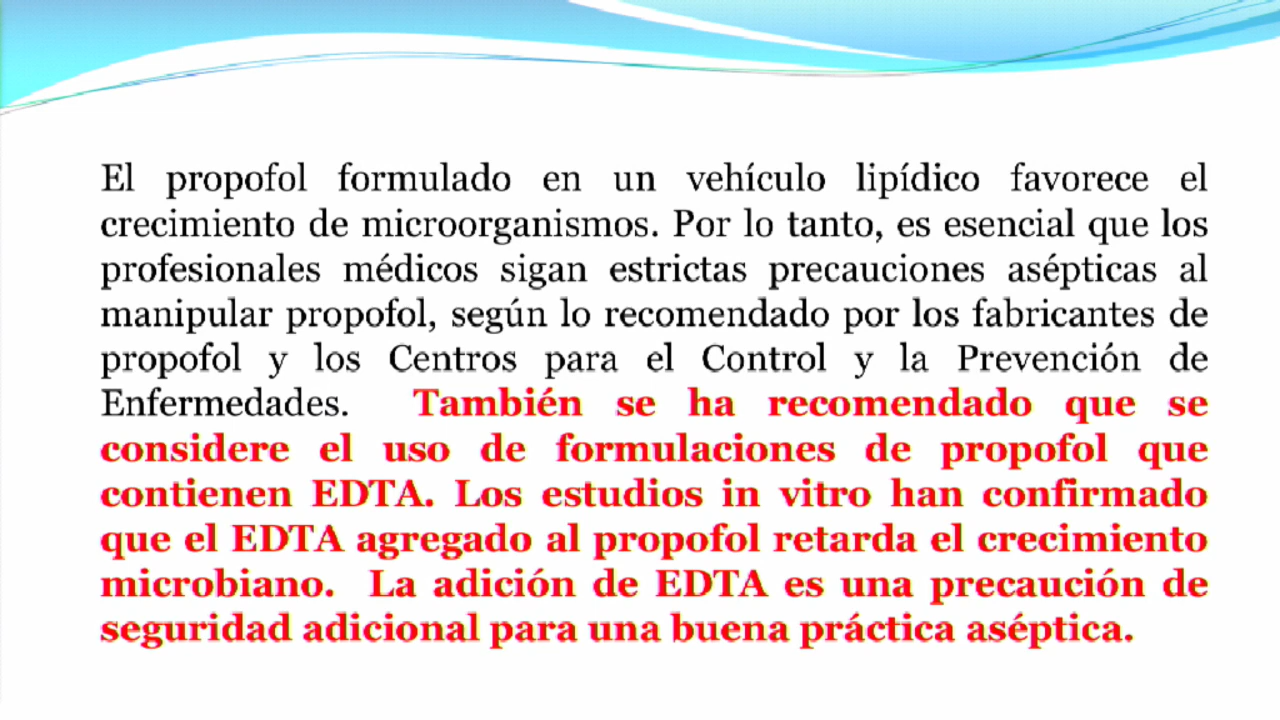 El propofol formulado en un vehículo lipídico favorece el
crecimiento de microorganismos. Por lo tanto, es esencial que los
profesionales médicos sigan estrictas precauciones asépticas al
manipular propofol, según lo recomendado por los fabricantes de
propofol y los Centros para el Control y la Prevención de
Enfermedades. También se ha recomendado que se
considere el uso de formulaciones de propofol que
contienen EDTA. Los estudios in vitro han confirmado
que el EDTA agregado al propofol retarda el crecimiento
microbiano. La adición de EDTA es una precaución de
seguridad adicional para una buena práctica aséptica.